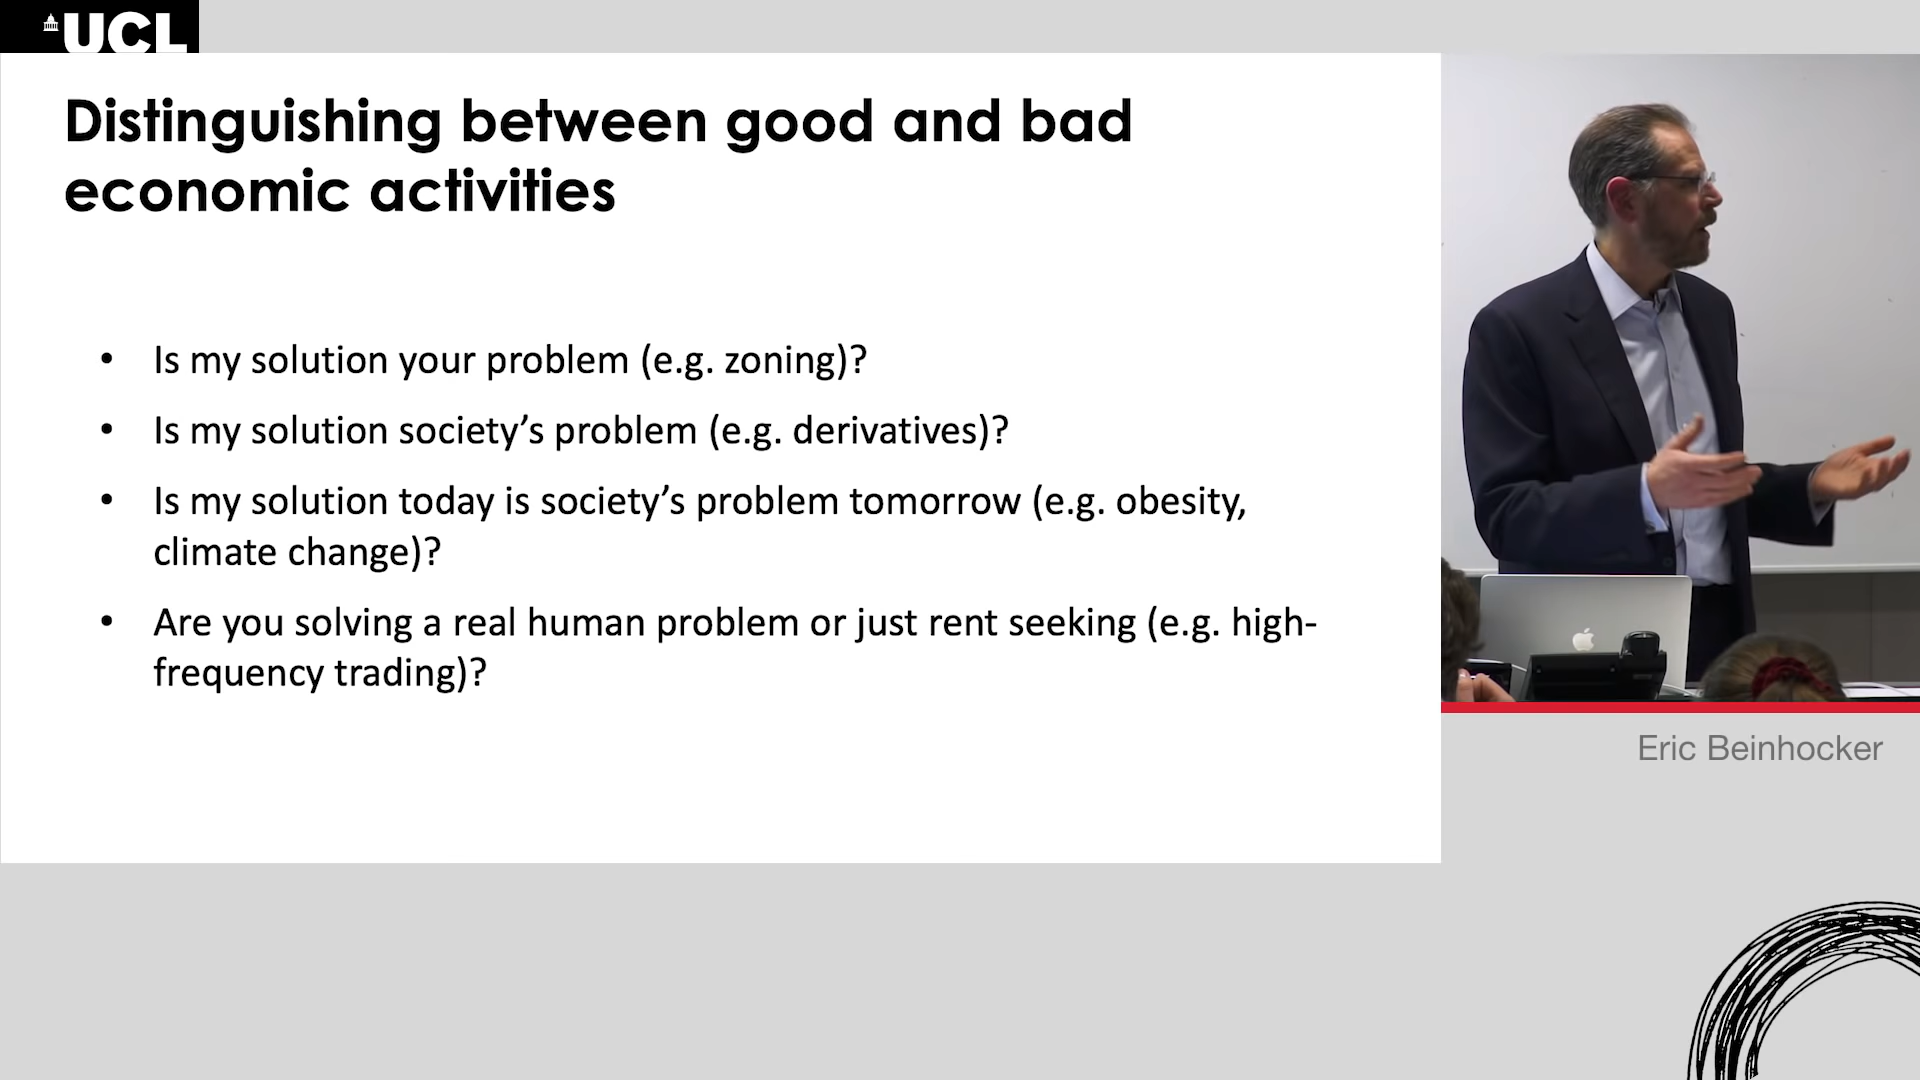 UCL
Distinguishing between good and bad
economic activities
• Is my solution your problem (e.g. zoning)?
• Is my solution society’s problem (e.g. derivatives)?
• Is my solution today is society’s problem tomorrow (e.g. obesity,
climate change)?
• Are you solving a real human problem or just rent seeking (e.g. high-
frequency trading)?
Eric Beinhocker